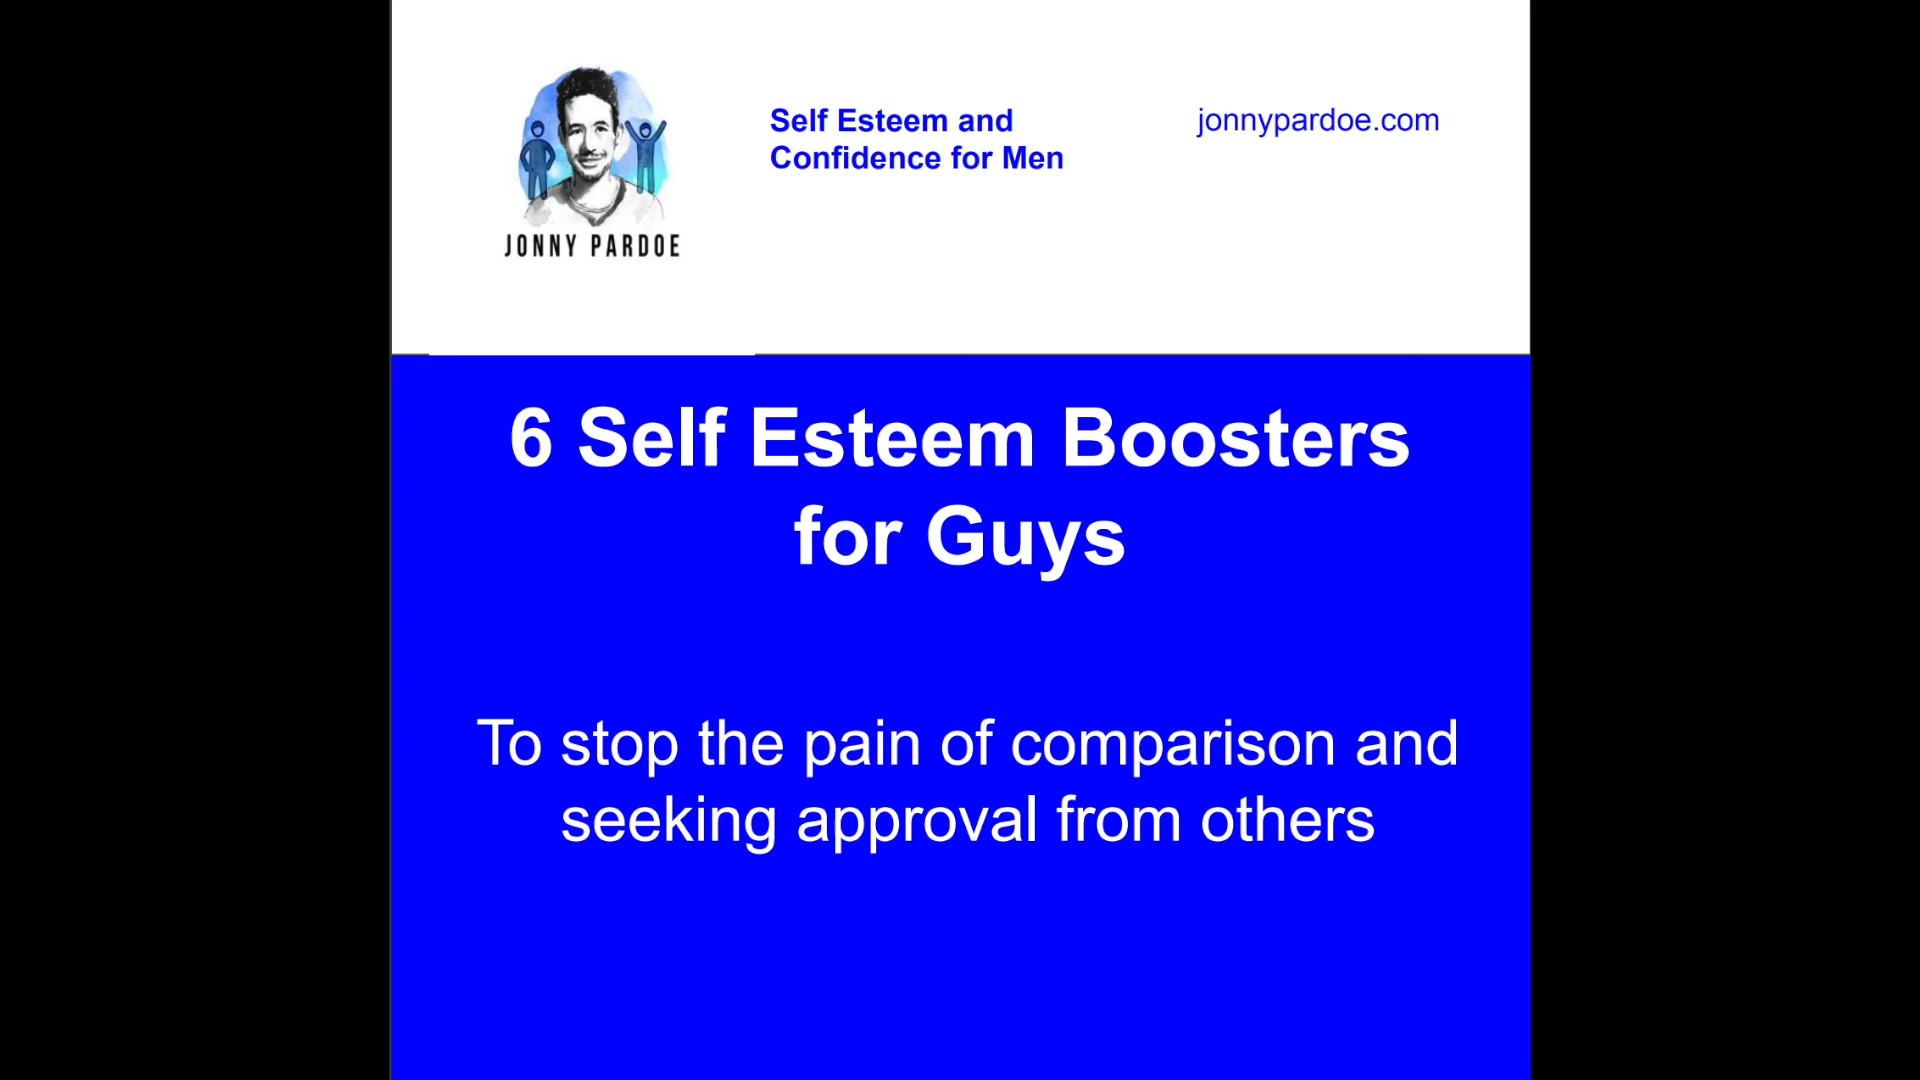 Self Esteem and
Confidence for Men
jonnypardoe.com
JONNY PARDOE
6 Self Esteem Boosters
for Guys
To stop the pain of comparison and
seeking approval from others